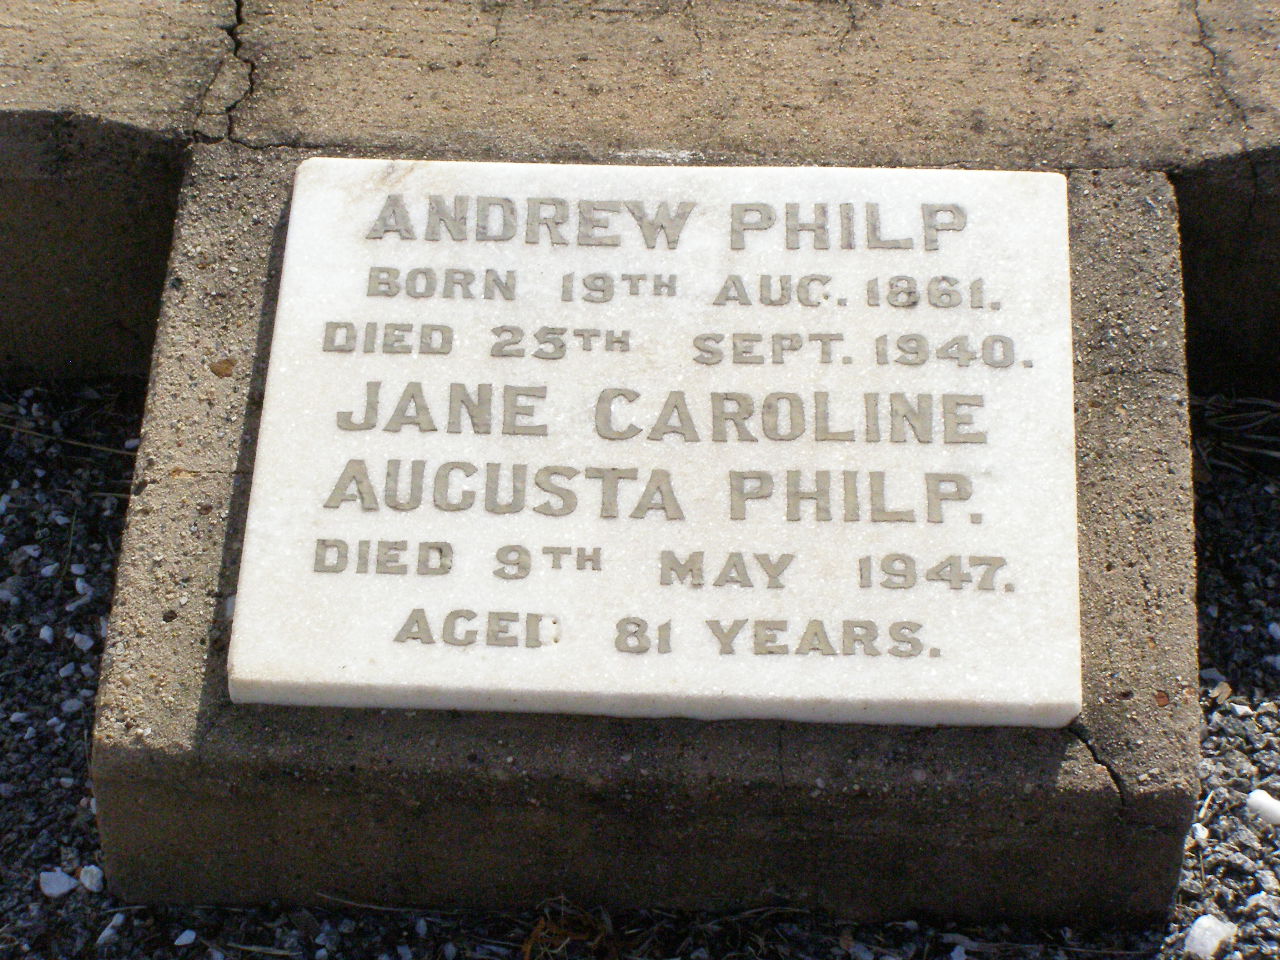 ANDREW PHILP
BORN 19TH AUG. 1861.
DIED 25TH SEPT. 1940.
JANE CAROLINE
AUGUSTA PHILP.
DIED 9TH MAY 1947.
AGED 81 YEARS.